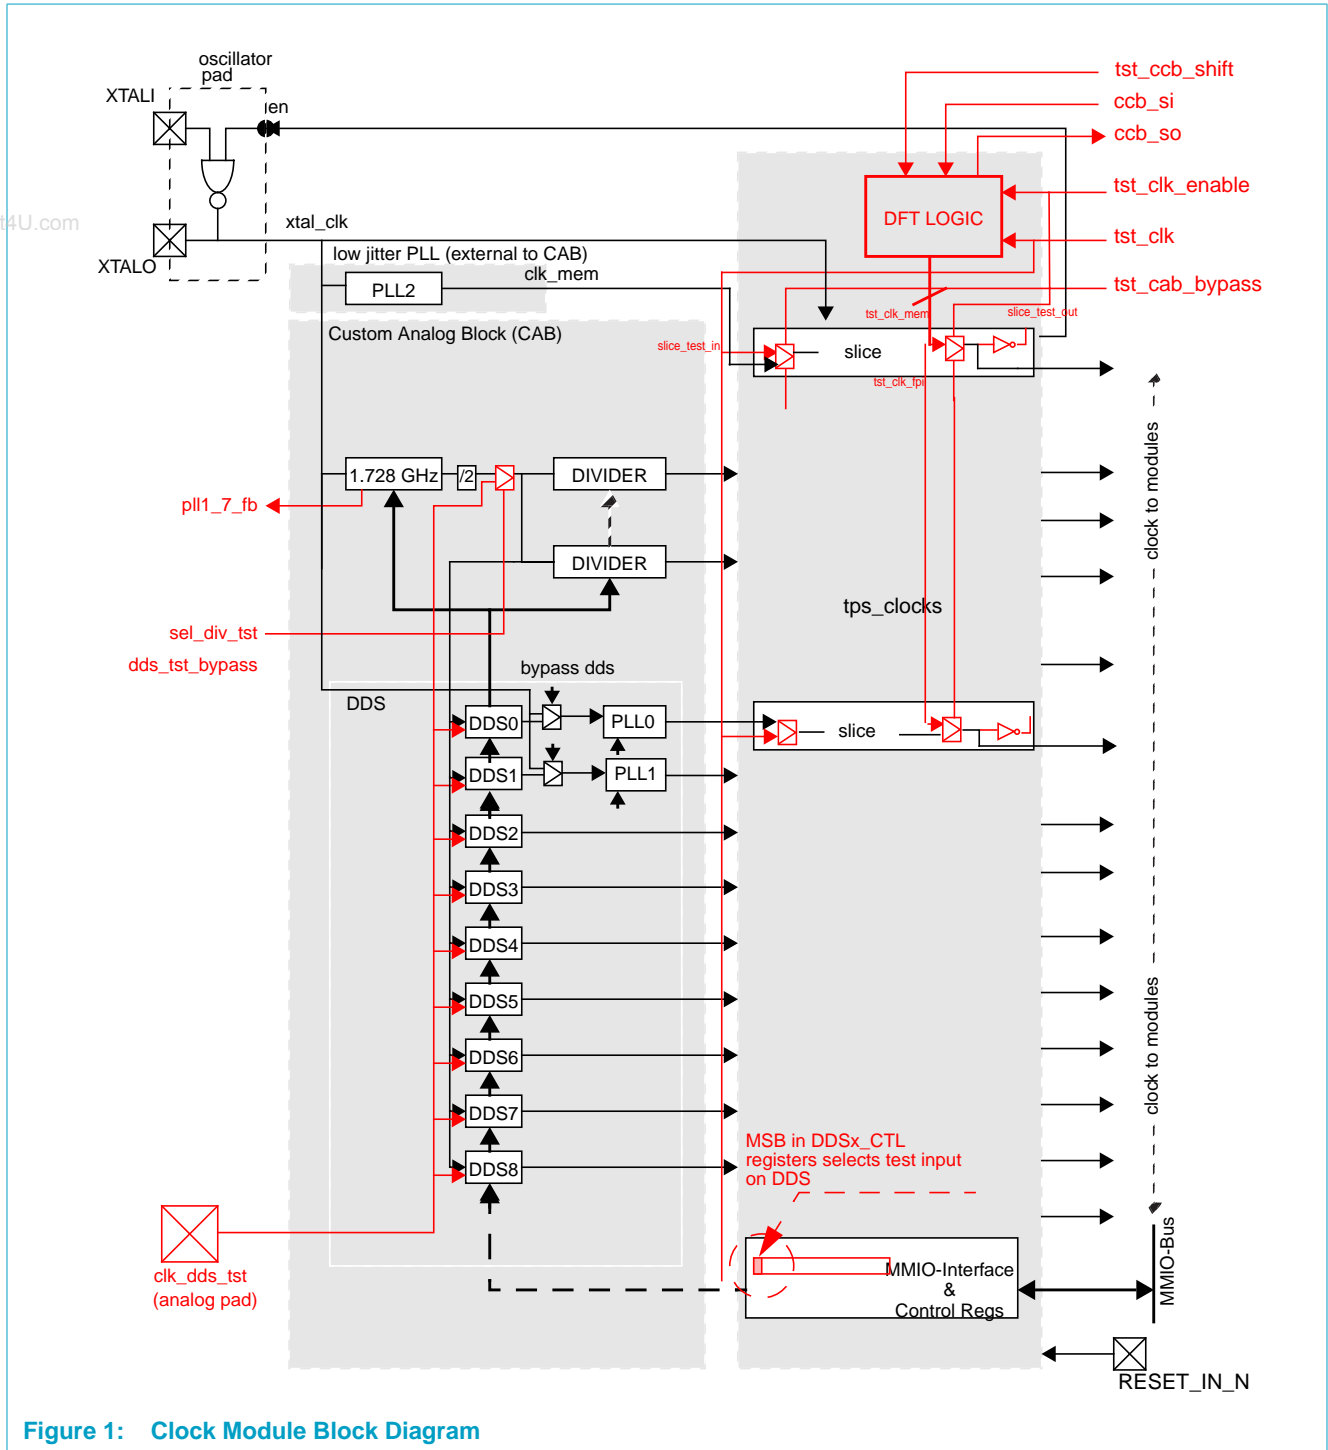 oscillator
pad
XTALI
en
XTALO
xtal_clk
t4U.com
low jitter PLL (external to CAB)
clk_mem
PLL2
Custom Analog Block (CAB)
tst_ccb_shift
ccb_si
ccb_so
tst_clk_enable
tst_clk
tst_cab_bypass
DFT LOGIC
tst_clk_mem
slice_test_out
slice_test_in
slice
tst_clk_fpi
1.728 GHz
/2
DIVIDER
pll1_7_fb
DIVIDER
sel_div_tst
dds_tst_bypass
tps_clocks
clock to modules
bypass dds
DDS
DDS0
PLL0
slice
DDS1
PLL1
DDS2
DDS3
DDS4
DDS5
DDS6
DDS7
DDS8
clock to modules
MSB in DDSx_CTL
registers selects test input
on DDS
clk_dds_tst
(analog pad)
MMIO-Interface
&
Control Regs
MMIO-Bus
RESET_IN_N
Figure 1: Clock Module Block Diagram